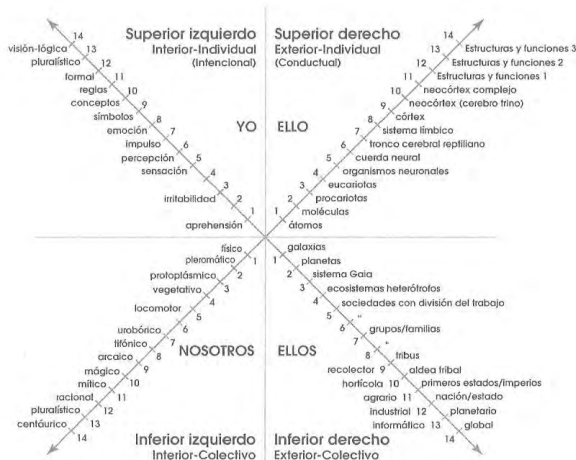 Superior izquierdo
Interior-Individual
(Intencional)
14
visión-lógica
13
pluralístico
12
formal
11
reglas
10
conceptos
9
símbolos
8
emoción
7
impulso
6
percepción
5
sensación
4
3
irritabilidad
2
aprehensión
1
YO
Superior derecho
Exterior-Individual
(Conductual)
14
Estructuras y funciones 3
13
Estructuras y funciones 2
12
Estructuras y funciones 1
11
neocórtex complejo
10
neocórtex (cerebro trino)
9
córtex
8
sistema límbico
7
tronco cerebral reptiliano
6
cuerda neural
5
organismos neuronales
4
eucariotas
3
procariotas
2
moléculas
1
átomos
ELLO
físico
1
pleromático
2
protoplásmico
3
vegetativo
4
locomotor
5
6
urobórico
7
tifónico
8
arcaico
9
mágico
10
mítico
11
racional
12
pluralístico
13
centáurico
14
NOSOTROS
Inferior izquierdo
Interior-Colectivo
galaxias
1
planetas
2
sistema Gaia
3
ecosistemas heterótrofos
4
sociedades con división del trabajo
5
"
6
grupos/familias
7
"
8
tribus
recolector 9 aldea tribal
hortícola 10 primeros estados/imperios
agrario 11 nación/estado
industrial 12 planetario
informático 13 global
14
ELLOS
Inferior derecho
Exterior-Colectivo